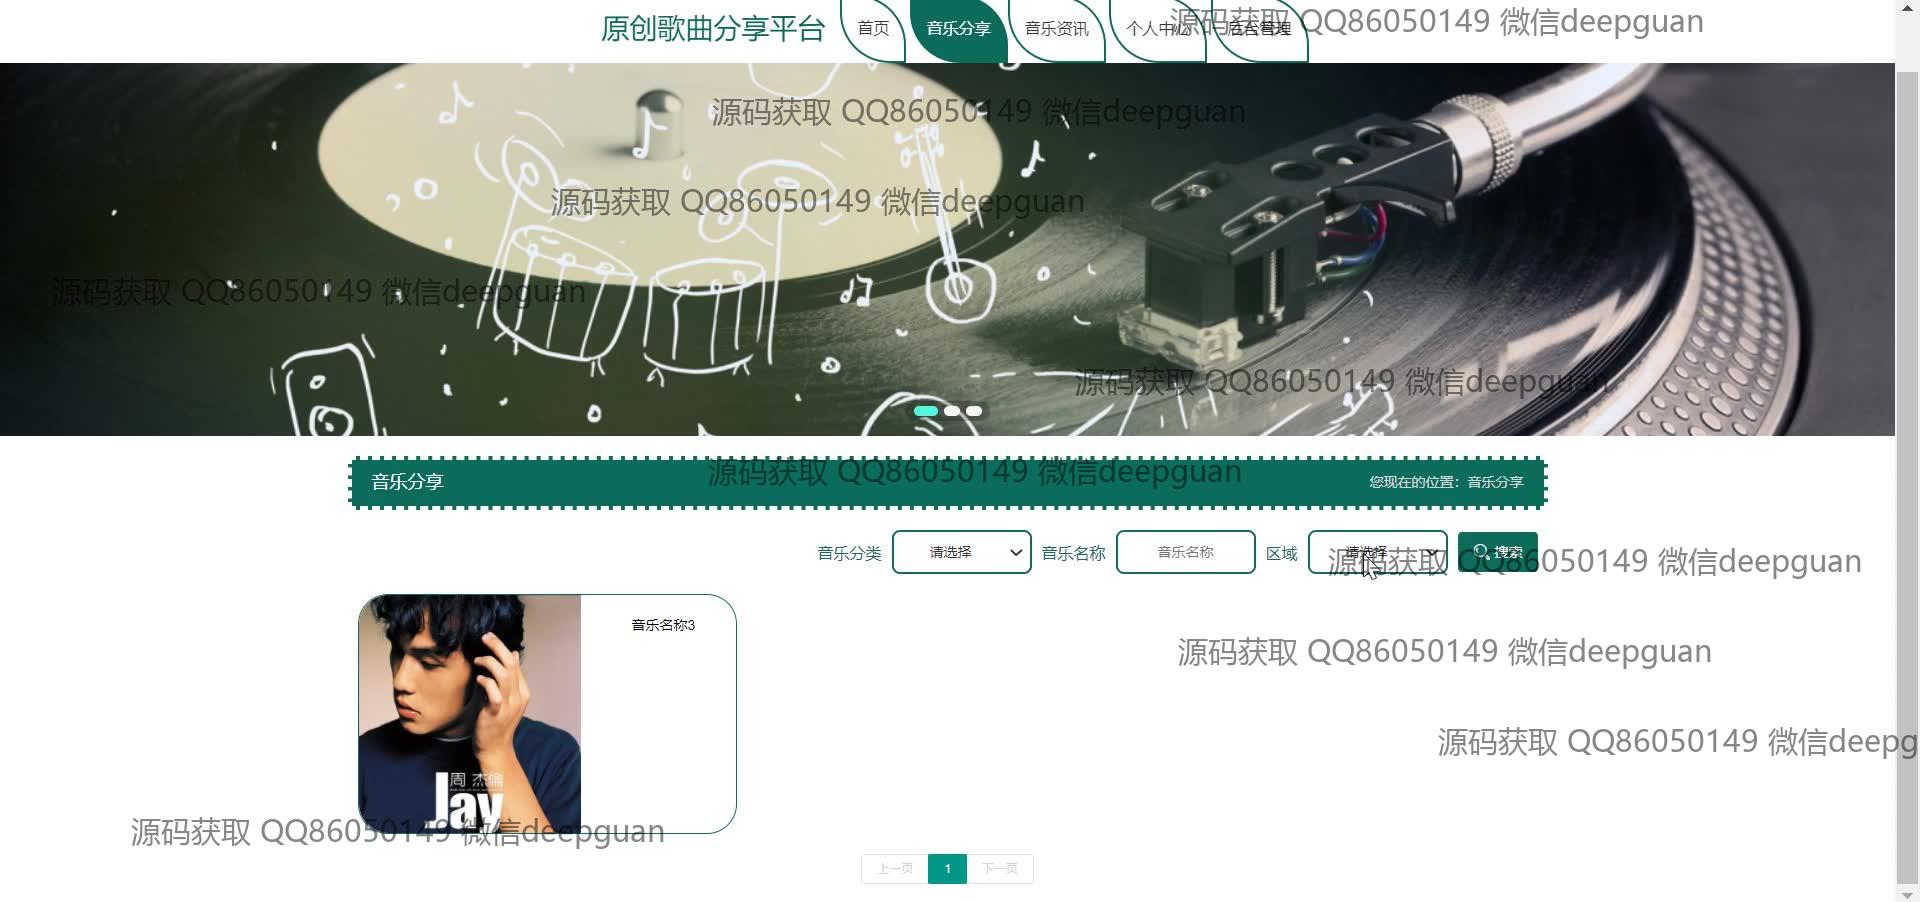 原创歌曲分享平台
首页
音乐分享
音乐资讯
个人中心
后台管理
源码获取 QQ86050149 微信deepguan
源码获取 QQ86050149 微信deepguan
源码获取 QQ86050149 微信deepguan
源码获取 QQ86050149 微信deepguan
源码获取 QQ86050149 微信deepguan
音乐分享
源码获取 QQ86050149 微信deepguan
您现在的位置：音乐分享
音乐分类
请选择
音乐名称
音乐名称
区域
请选择
搜索
源码获取 QQ86050149 微信deepguan
音乐名称3
源码获取 QQ86050149 微信deepguan
源码获取 QQ86050149 微信deepg
周 杰倫
Jay
源码获取 QQ86050149 微信deepguan
上一页
1
下一页